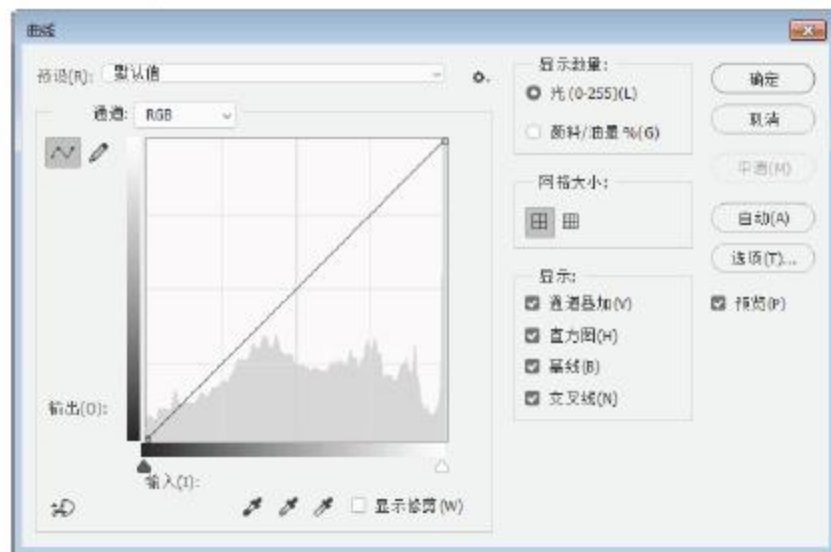 曲线
预设(R): 默认值
通道: RGB
输出(O):
输入(I):
显示修剪(W)
显示数量:
光 (0-255)(L)
颜料/油墨 %(G)
网格大小:
显示:
通道叠加(V)
直方图(H)
基线(B)
交叉线(N)
确定
取消
平滑(M)
自动(A)
选项(T)...
预览(P)